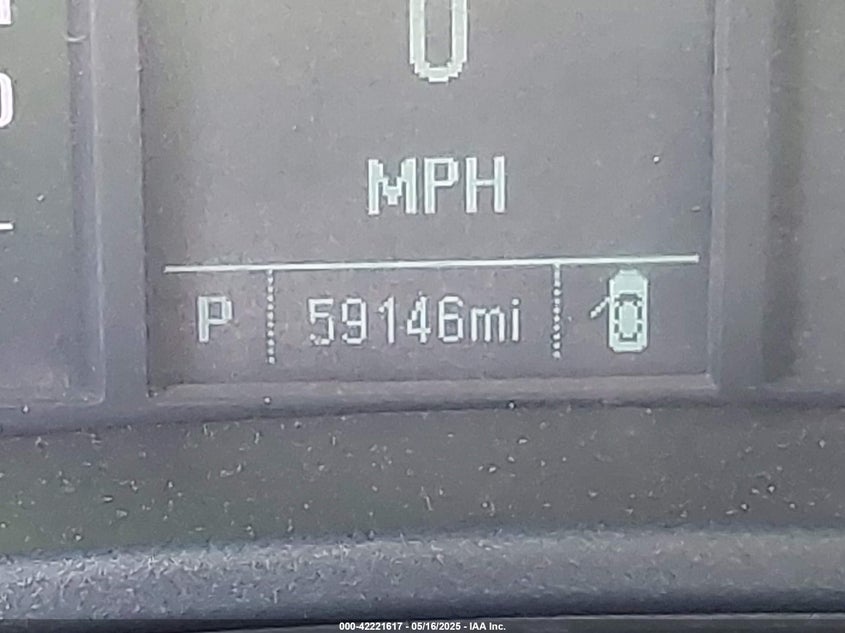 0
MPH
P 59146mi
000-42221617 - 05/16/2025 - IAA Inc.